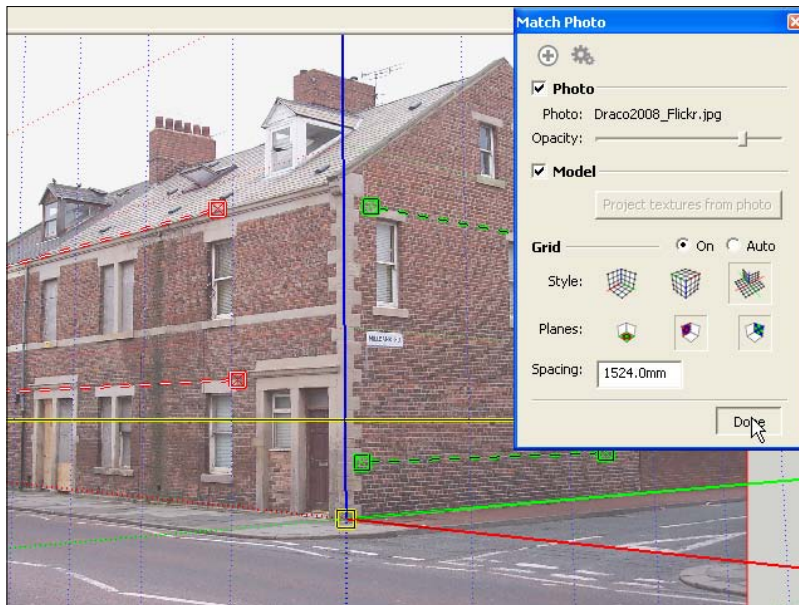 Match Photo
Photo
Photo: Draco2008_Flickr.jpg
Opacity:
Model
Project textures from photo
Grid
On
Auto
Style:
Planes:
Spacing: 1524.0mm
Done